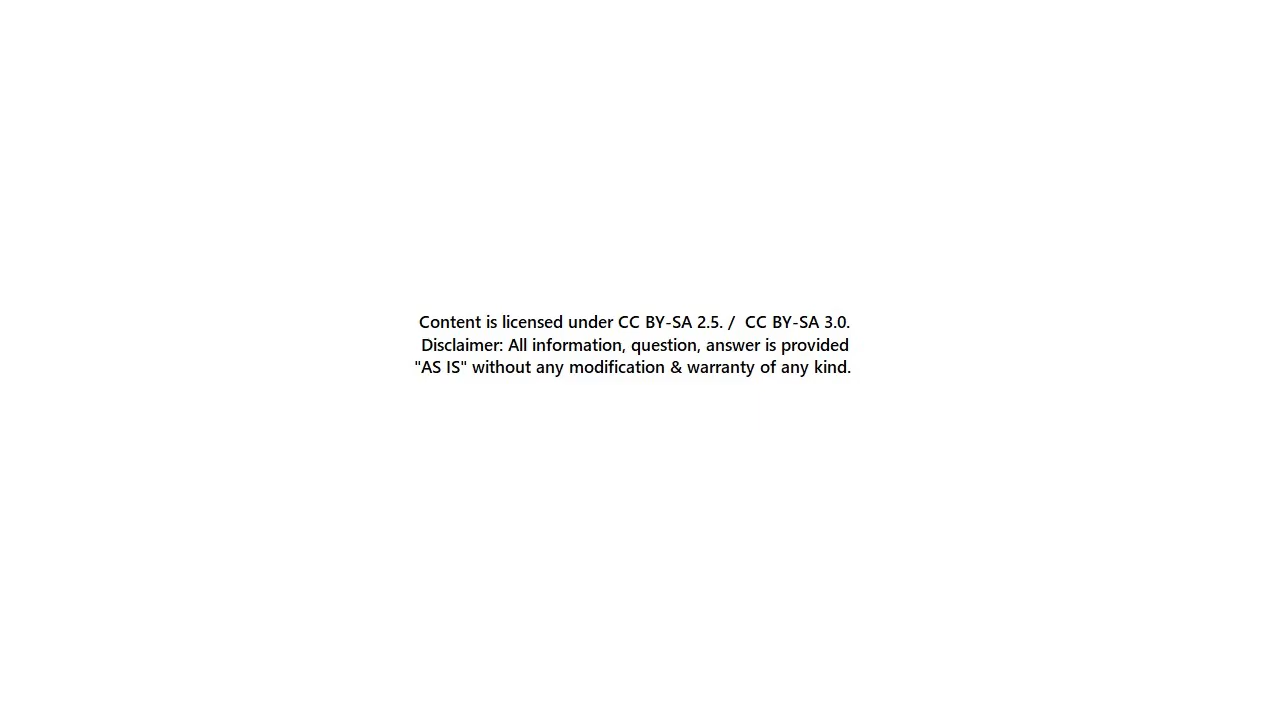 Content is licensed under CC BY-SA 2.5. /  CC BY-SA 3.0.
Disclaimer: All information, question, answer is provided
"AS IS" without any modification & warranty of any kind.